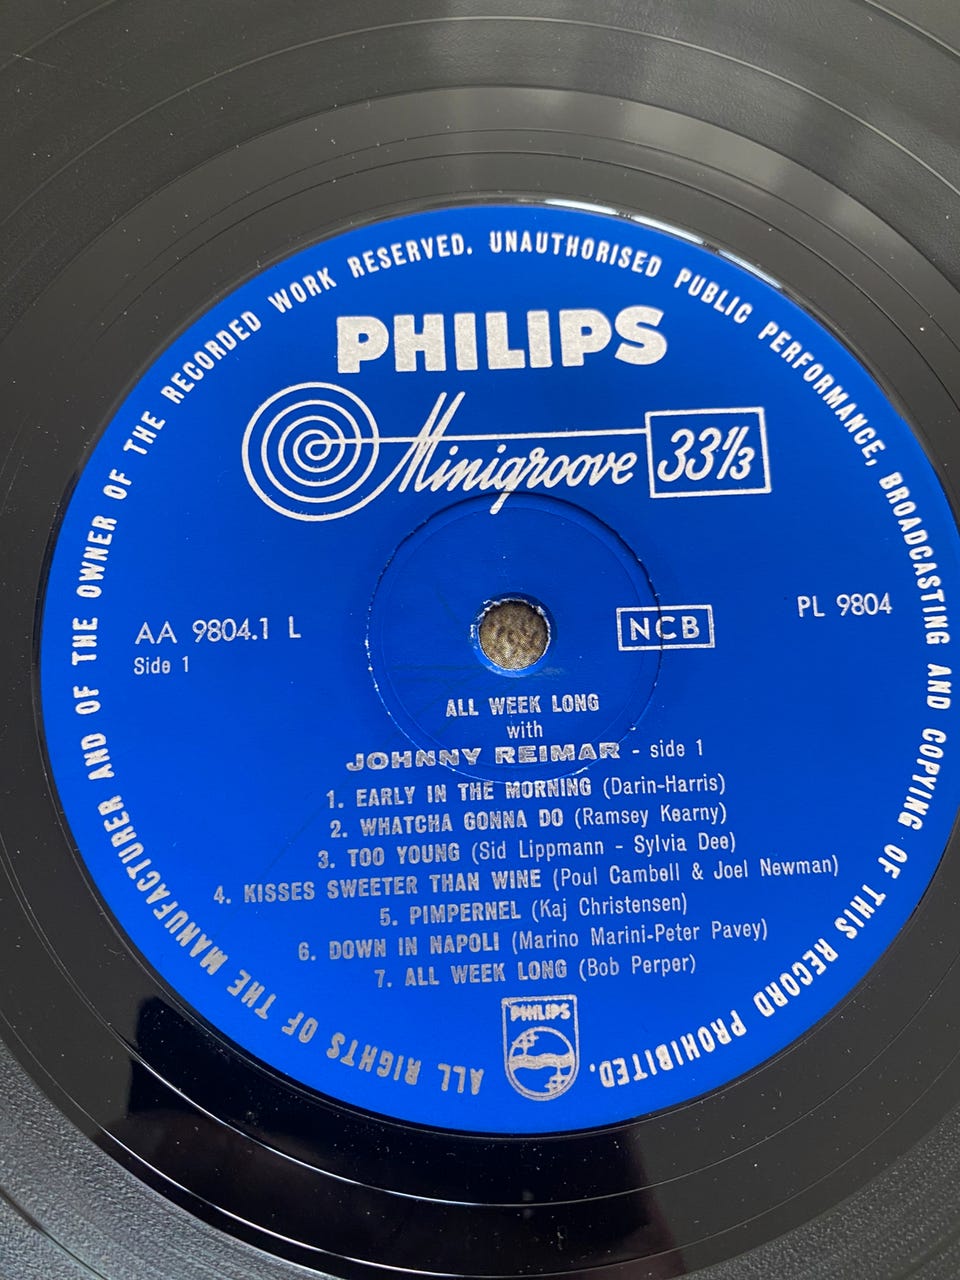 ALL RIGHTS OF THE MANUFACTURER AND OF THE OWNER OF THE RECORDED WORK RESERVED. UNAUTHORISED PUBLIC PERFORMANCE, BROADCASTING AND COPYING OF THIS RECORD PROHIBITED.
PHILIPS
Minigroove 33⅓
AA 9804.1 L
Side 1
NCB
PL 9804
ALL WEEK LONG
with
JOHNNY REIMAR - side 1
1. EARLY IN THE MORNING (Darin-Harris)
2. WHATCHA GONNA DO (Ramsey Kearny)
3. TOO YOUNG (Sid Lippmann - Sylvia Dee)
4. KISSES SWEETER THAN WINE (Poul Cambell & Joel Newman)
5. PIMPERNEL (Kaj Christensen)
6. DOWN IN NAPOLI (Marino Marini-Peter Pavey)
7. ALL WEEK LONG (Bob Perper)
PHILIPS